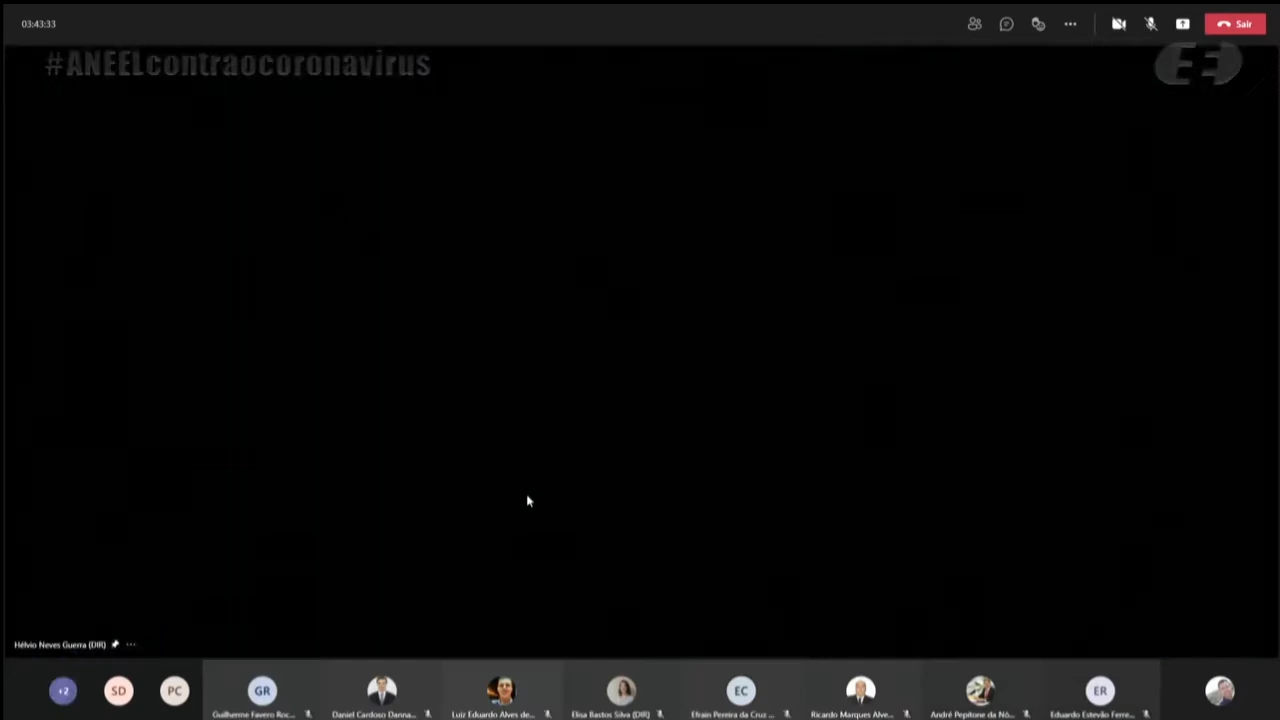 03:43:33
Sair
#ANEELcontraocoronavirus
Hélvio Neves Guerra (DIR)
+2
SD
PC
GR
EC
ER
Guilherme Favero Roc...
Daniel Cardoso Danna...
Luiz Eduardo Alves de...
Elisa Bastos Silva (DIR)
Efrain Pereira da Cruz ...
Ricardo Marques Alve...
André Pepitone da Nó...
Eduardo Estevão Ferre...